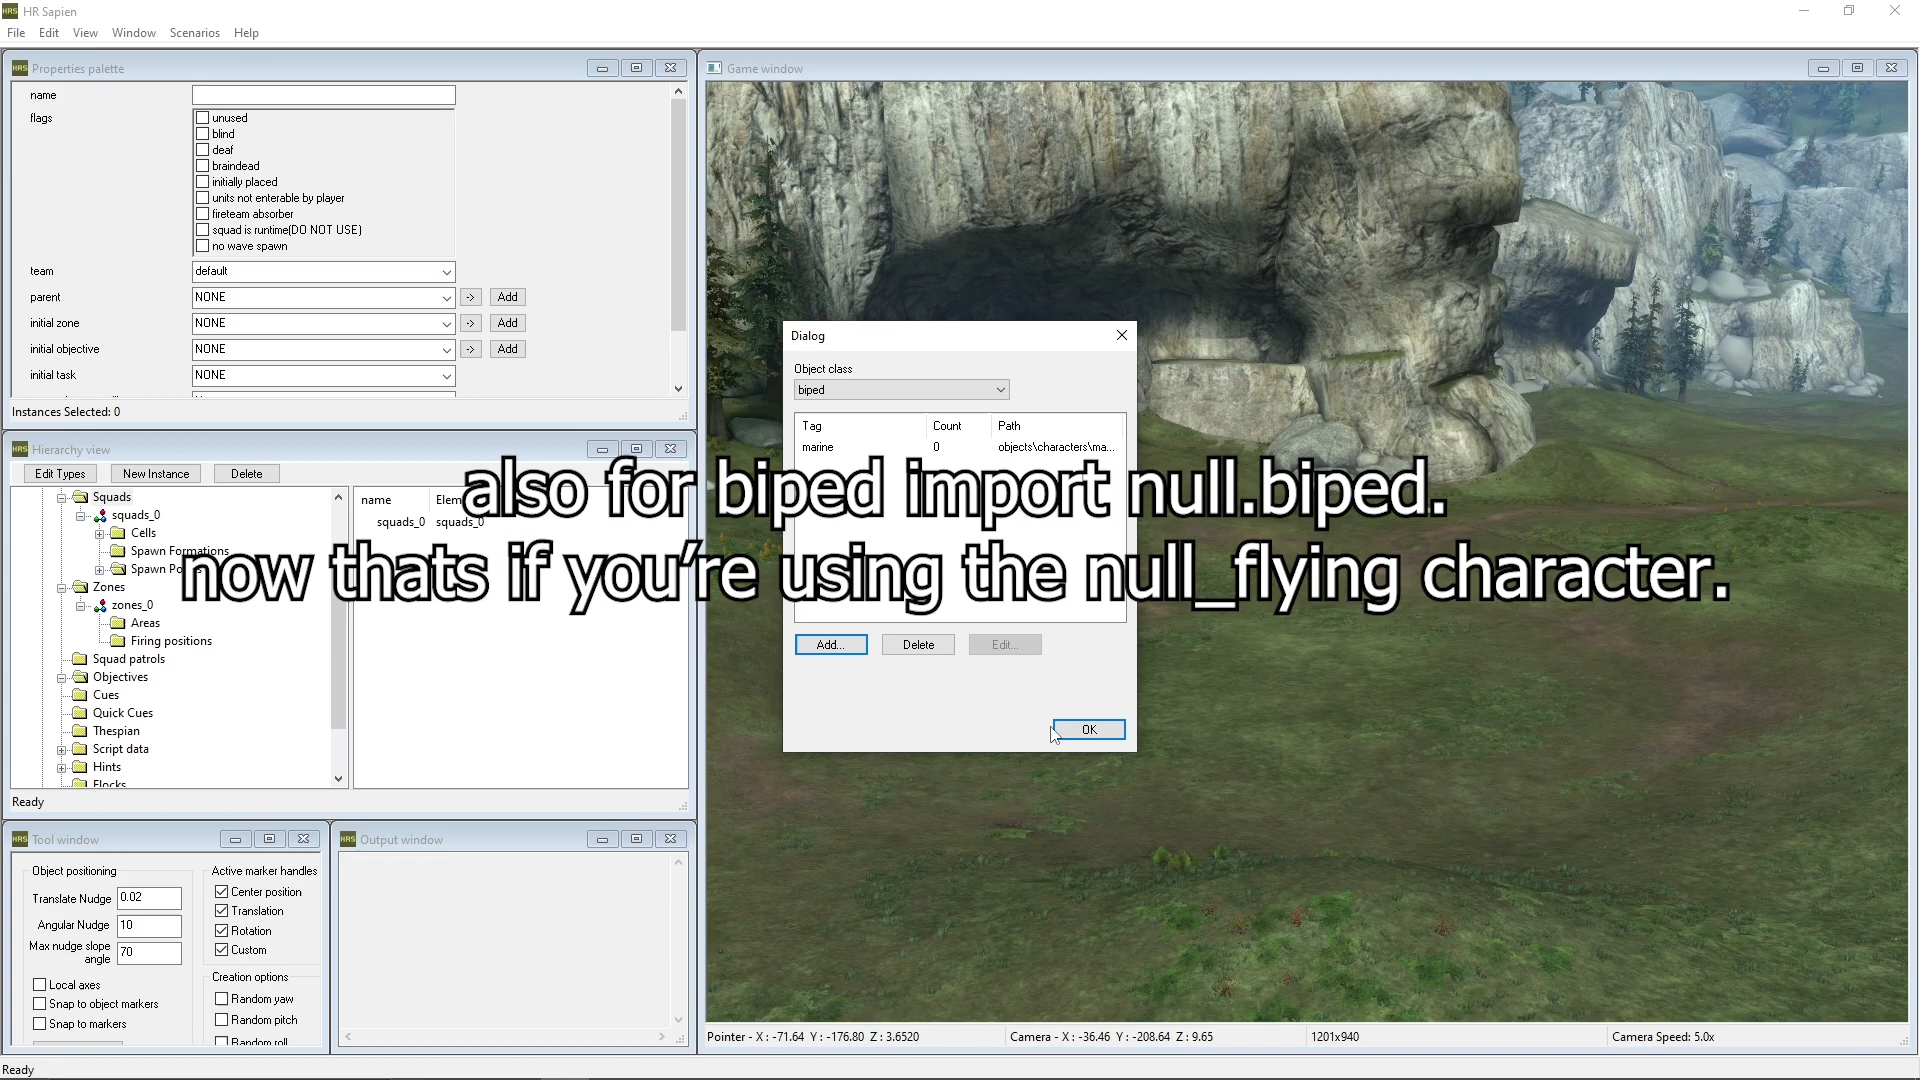 HR Sapien
File Edit View Window Scenarios Help
Properties palette
name
flags
unused
blind
deaf
braindead
initially placed
units not enterable by player
fireteam absorber
squad is runtime(DO NOT USE)
no wave spawn
team default
parent NONE -> Add
initial zone NONE -> Add
initial objective NONE -> Add
initial task NONE
Instances Selected: 0
Hierarchy view
Edit Types New Instance Delete
Squads
squads_0
Cells
Spawn Formations
Zones
zones_0
Areas
Firing positions
Squad patrols
Objectives
Cues
Quick Cues
Thespian
Script data
Hints
Flocks
name
squads_0 squads_0
Ready
Tool window
Object positioning
Translate Nudge 0.02
Angular Nudge 10
Max nudge slope angle 70
Local axes
Snap to object markers
Snap to markers
Active marker handles
Center position
Translation
Rotation
Custom
Creation options
Random yaw
Random pitch
Random roll
Output window
Game window
Dialog
Object class
biped
Tag Count Path
marine 0 objects\characters\ma...
Add... Delete Edit...
OK
also for biped import null.biped.
now thats if you're using the null_flying character.
Pointer - X : -71.64 Y : -176.80 Z : 3.6520
Camera - X : -36.46 Y : -208.64 Z : 9.65
1201x940
Camera Speed: 5.0x
Ready